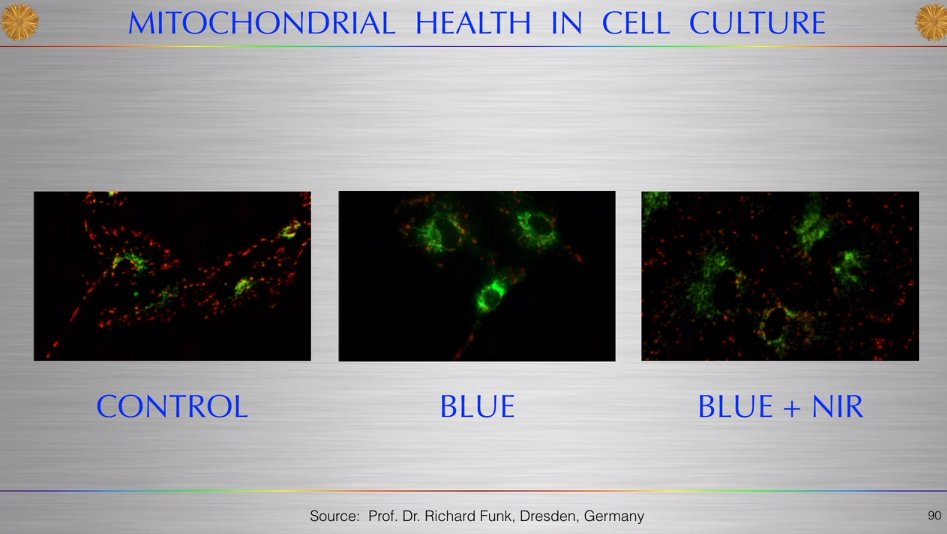 MITOCHONDRIAL HEALTH IN CELL CULTURE
CONTROL
BLUE
BLUE + NIR
Source: Prof. Dr. Richard Funk, Dresden, Germany
90